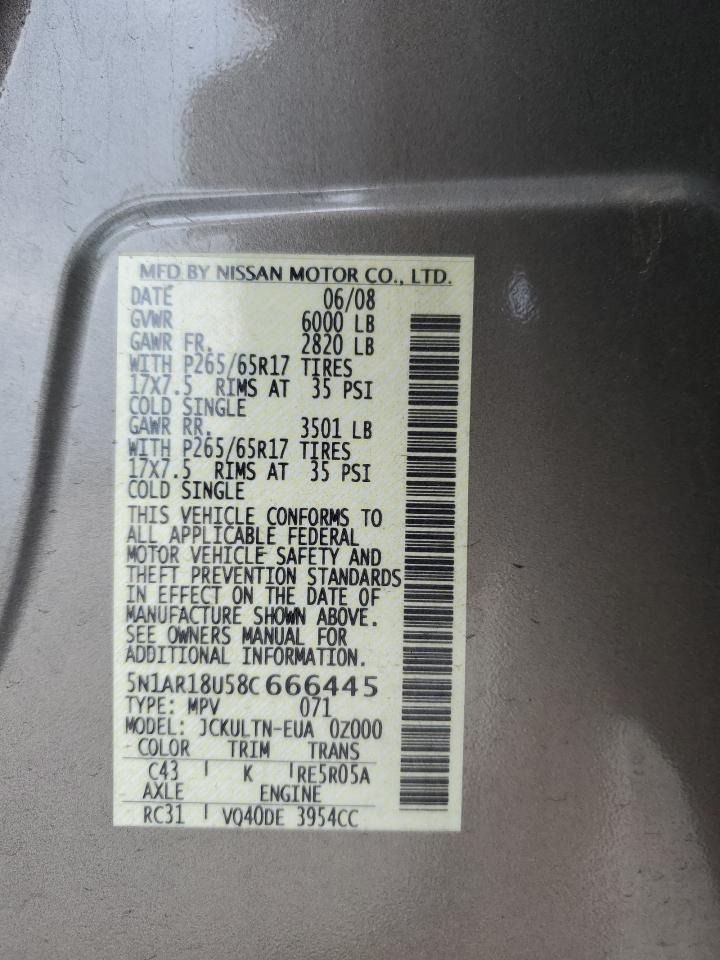 MFD BY NISSAN MOTOR CO., LTD.
DATE 06/08
GVWR 6000 LB
GAWR FR. 2820 LB
WITH P265/65R17 TIRES
17X7.5 RIMS AT 35 PSI
COLD SINGLE
GAWR RR. 3501 LB
WITH P265/65R17 TIRES
17X7.5 RIMS AT 35 PSI
COLD SINGLE
THIS VEHICLE CONFORMS TO
ALL APPLICABLE FEDERAL
MOTOR VEHICLE SAFETY AND
THEFT PREVENTION STANDARDS
IN EFFECT ON THE DATE OF
MANUFACTURE SHOWN ABOVE.
SEE OWNERS MANUAL FOR
ADDITIONAL INFORMATION.
5N1AR18U58C666445
TYPE: MPV 071
MODEL: JCKULTN-EUA 0Z000
COLOR TRIM TRANS
C43 K RE5R05A
AXLE ENGINE
RC31 VQ40DE 3954CC